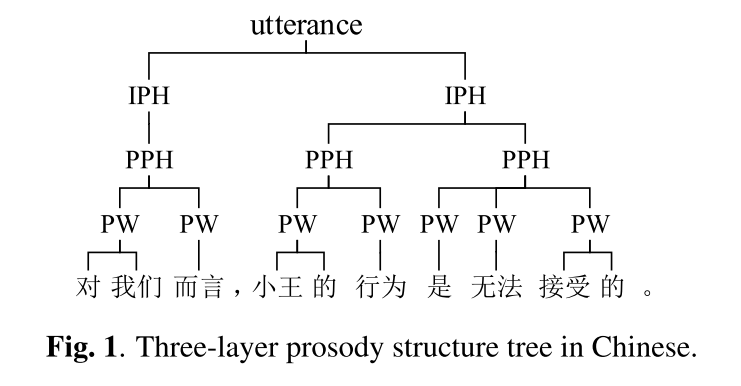 utterance
IPH IPH
PPH PPH PPH
PW PW PW PW PW PW PW
对 我们 而言，小王 的 行为 是 无法 接受 的 。
Fig. 1. Three-layer prosody structure tree in Chinese.